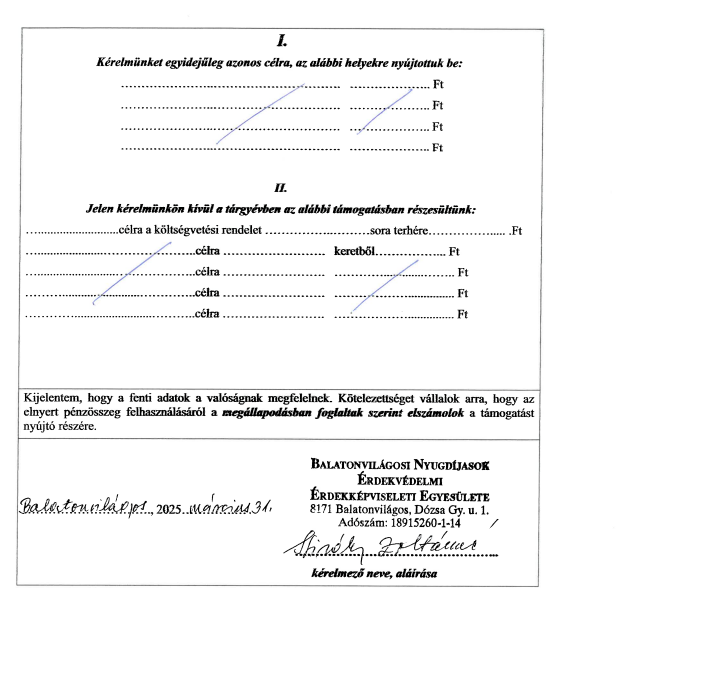 I.
Kérelmünket egyidejűleg azonos célra, az alábbi helyekre nyújtottuk be:
.......................................................... ..................... Ft
.......................................................... ..................... Ft
.......................................................... ..................... Ft
.......................................................... ..................... Ft
II.
Jelen kérelmünkön kívül a tárgyévben az alábbi támogatásban részesültünk:
.........................célra a költségvetési rendelet ............................sora terhére..................... .Ft
..............................................célra ........................... keretből................... Ft
..............................................célra ........................... ................................ Ft
..............................................célra ........................... ................................ Ft
..............................................célra ........................... ................................ Ft
Kijelentem, hogy a fenti adatok a valóságnak megfelelnek. Kötelezettséget vállalok arra, hogy az
elnyert pénzösszeg felhasználásáról a megállapodásban foglaltak szerint elszámolok a támogatást
nyújtó részére.
BALATONVILÁGOSI NYUGDÍJASOK
ÉRDEKVÉDELMI
ÉRDEKKÉPVISELETI EGYESÜLETE
8171 Balatonvilágos, Dózsa Gy. u. 1.
Adószám: 18915260-1-14
Balatonvilágos, 2025 március 31.
Zoltánné
kérelmező neve, aláírása